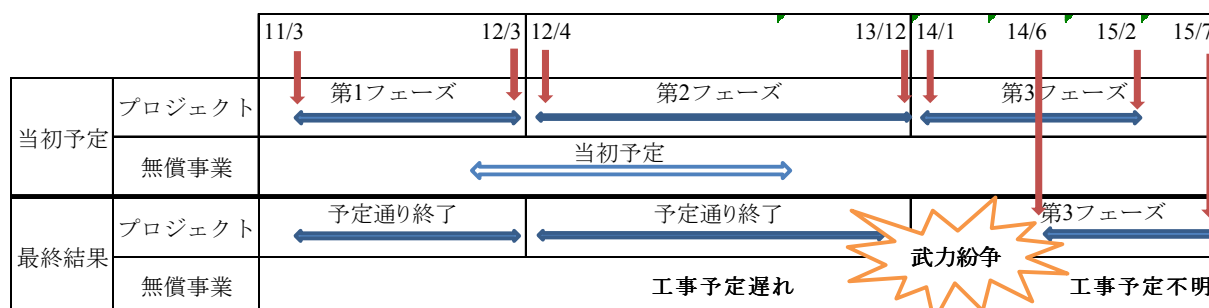 11/3 12/3 12/4 13/12 14/1 14/6 15/2 15/7
当初予定
プロジェクト 第1フェーズ 第2フェーズ 第3フェーズ
無償事業 当初予定
最終結果
プロジェクト 予定通り終了 予定通り終了 武力紛争 第3フェーズ
無償事業 工事予定遅れ 工事予定不明